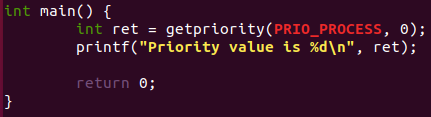 int main() {
        int ret = getpriority(PRIO_PROCESS, 0);
        printf("Priority value is %d\n", ret);

        return 0;
}